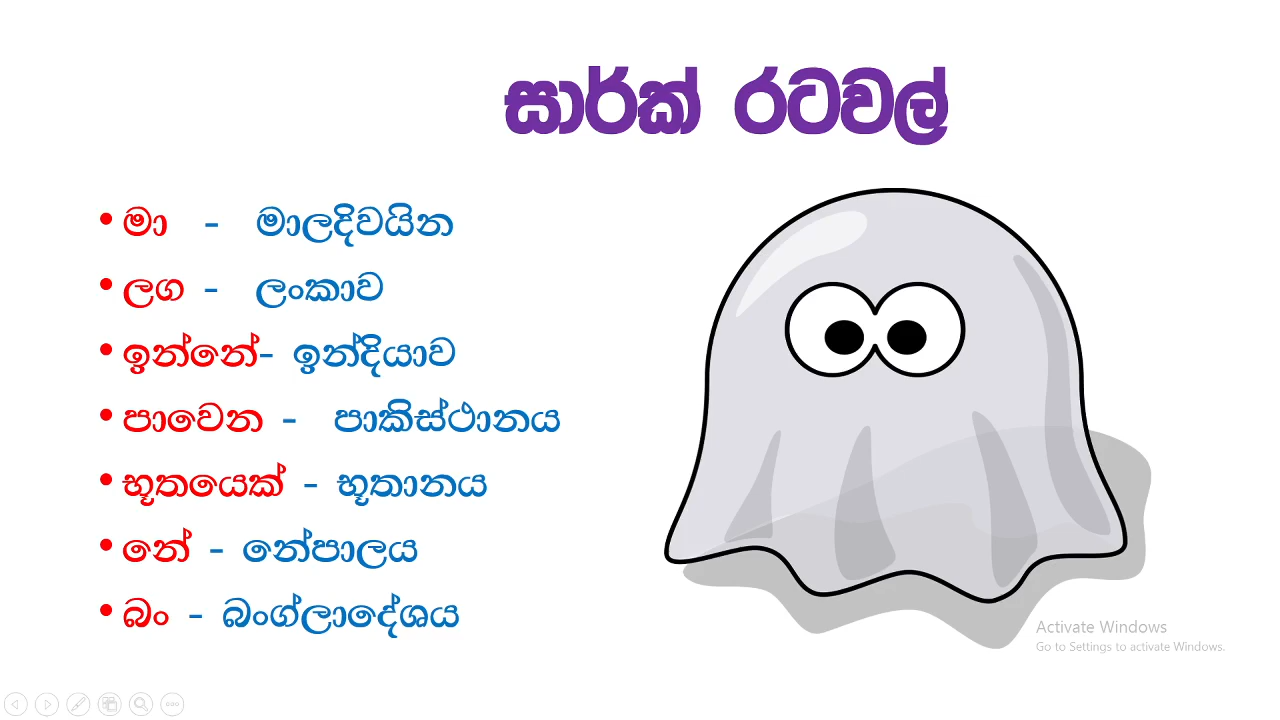 සාර්ක් රටවල්
• මා - මාලදිවයින
• ලග - ලංකාව
• ඉන්නේ- ඉන්දියාව
• පාවෙන - පාකිස්ථානය
• භූතයෙක් - භූතානය
• නේ - නේපාලය
• බං - බංග්ලාදේශය
Activate Windows
Go to Settings to activate Windows.